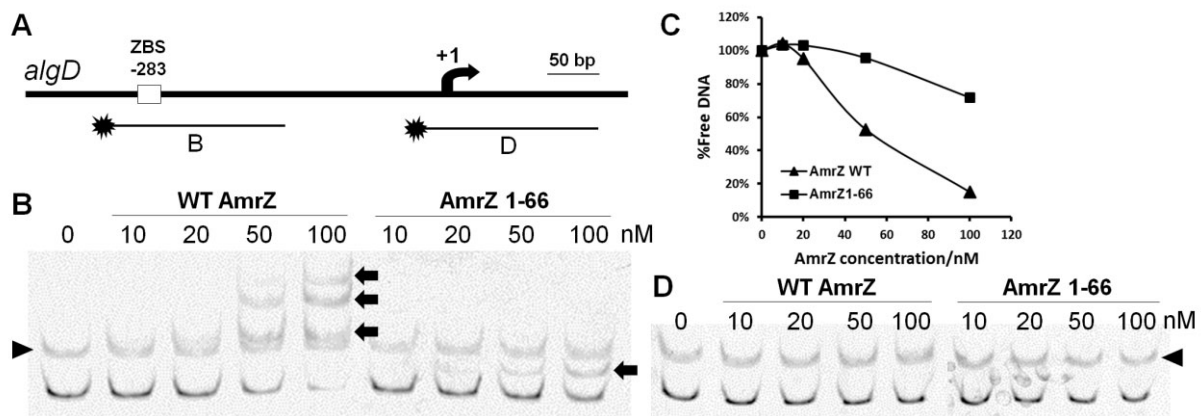 A
ZBS
-283
+1
50 bp
algD
B
D
C
%Free DNA
100%
80%
60%
40%
20%
0%
AmrZ WT
AmrZ1-66
0 20 40 60 80 100 120
AmrZ concentration/nM
B
WT AmrZ AmrZ 1-66
0 10 20 50 100 10 20 50 100 nM
D
WT AmrZ AmrZ 1-66
0 10 20 50 100 10 20 50 100 nM